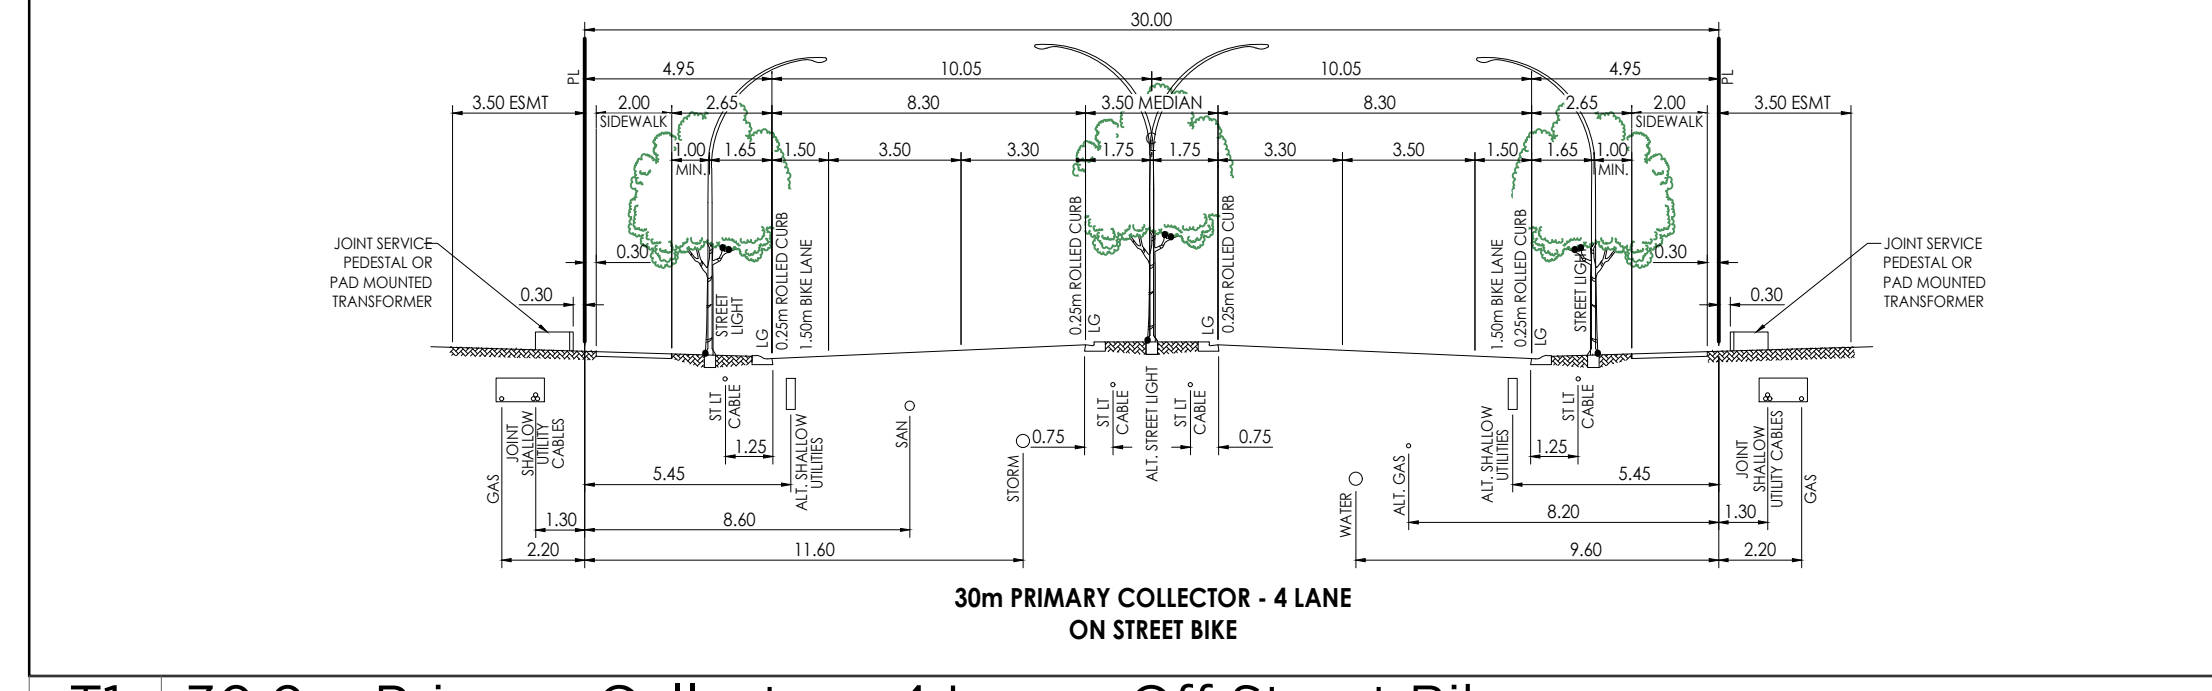 30.00
PL
4.95
10.05
10.05
4.95
PL
3.50 ESMT
2.00
SIDEWALK
2.65
8.30
3.50 MEDIAN
8.30
2.65
2.00
SIDEWALK
3.50 ESMT
1.00
MIN.
1.65
1.50
3.50
3.30
1.75
1.75
3.30
3.50
1.50
1.65
1.00
MIN.
JOINT SERVICE
PEDESTAL OR
PAD MOUNTED
TRANSFORMER
0.30
0.30
STREET
LIGHT
LG
0.25m ROLLED CURB
1.50m BIKE LANE
0.25m ROLLED CURB
LG
LG
0.25m ROLLED CURB
1.50m BIKE LANE
0.25m ROLLED CURB
LG
STREET LIGHT
0.30
0.30
JOINT SERVICE
PEDESTAL OR
PAD MOUNTED
TRANSFORMER
GAS
JOINT
SHALLOW
UTILITY
CABLES
ST LT
CABLE
1.25
ALT. SHALLOW
UTILITIES
SAN
STORM
0.75
ST LT
CABLE
ALT. STREET LIGHT
ST LT
CABLE
0.75
WATER
ALT. GAS
ALT. SHALLOW
UTILITIES
ST LT
CABLE
1.25
JOINT
SHALLOW
UTILITY CABLES
GAS
5.45
5.45
1.30
8.60
8.20
1.30
2.20
11.60
9.60
2.20
30m PRIMARY COLLECTOR - 4 LANE
ON STREET BIKE